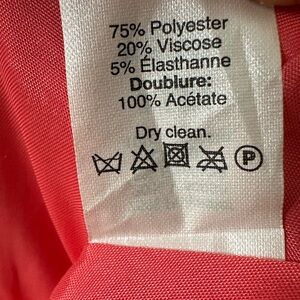 75% Polyester
20% Viscose
5% Élasthanne
Doublure:
100% Acétate
Dry clean.
P